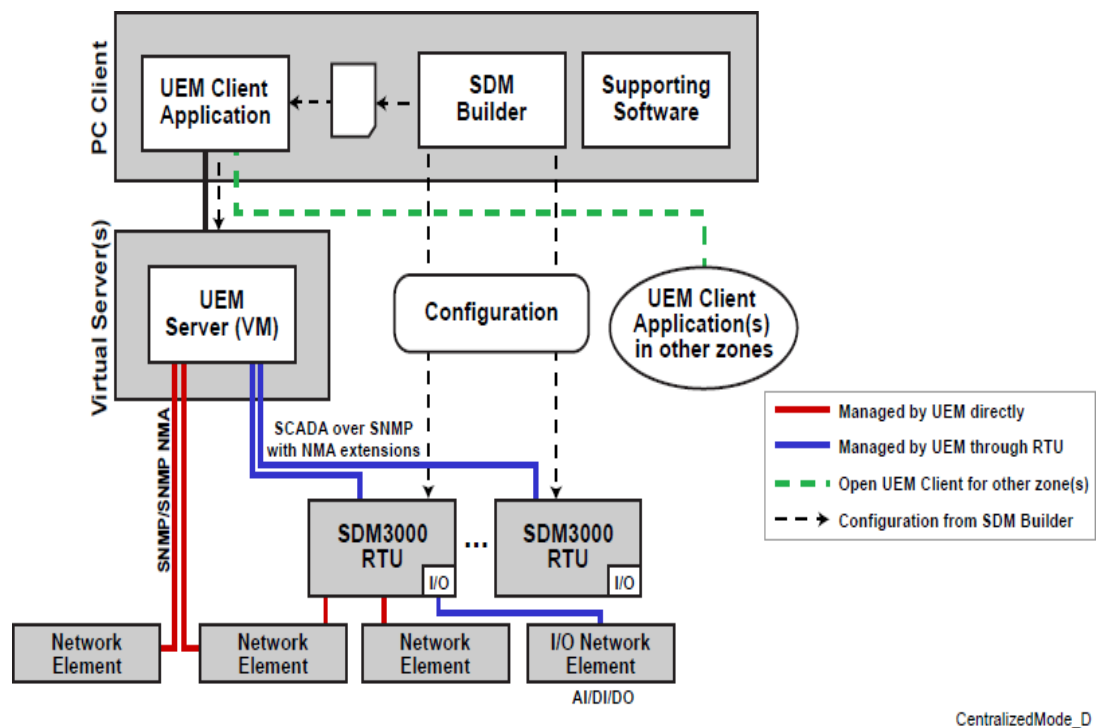 PC Client
UEM Client
Application
SDM
Builder
Supporting
Software
Virtual Server(s)
UEM
Server (VM)
Configuration
UEM Client
Application(s)
in other zones
Managed by UEM directly
Managed by UEM through RTU
Open UEM Client for other zone(s)
Configuration from SDM Builder
SNMP/SNMP NMA
SCADA over SNMP
with NMA extensions
SDM3000
RTU
I/O
...
SDM3000
RTU
I/O
Network
Element
Network
Element
Network
Element
I/O Network
Element
AI/DI/DO
CentralizedMode_D